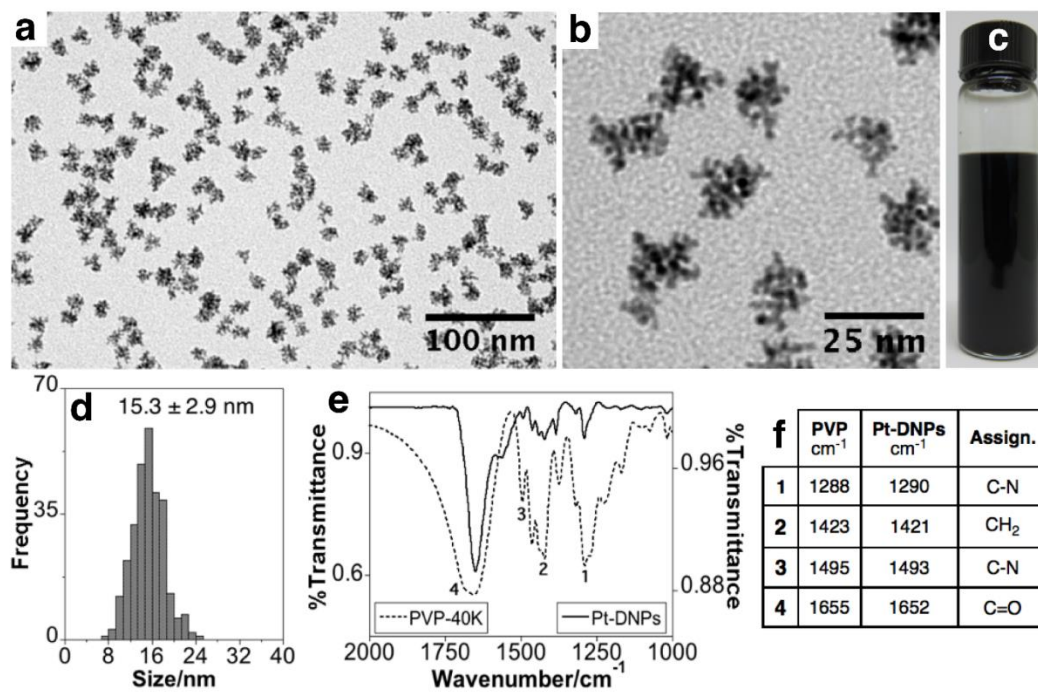 a
100 nm
b
25 nm
c
d
15.3 ± 2.9 nm
70
35
0
Frequency
0 8 16 24 32 40
Size/nm
e
%Transmittance
0.9
0.6
0.96
0.88
%Transmittance
4
3
2
1
PVP-40K
Pt-DNPs
2000 1750 1500 1250 1000
Wavenumber/cm⁻¹
f PVP cm⁻¹ Pt-DNPs cm⁻¹ Assign.
1 1288 1290 C-N
2 1423 1421 CH₂
3 1495 1493 C-N
4 1655 1652 C=O